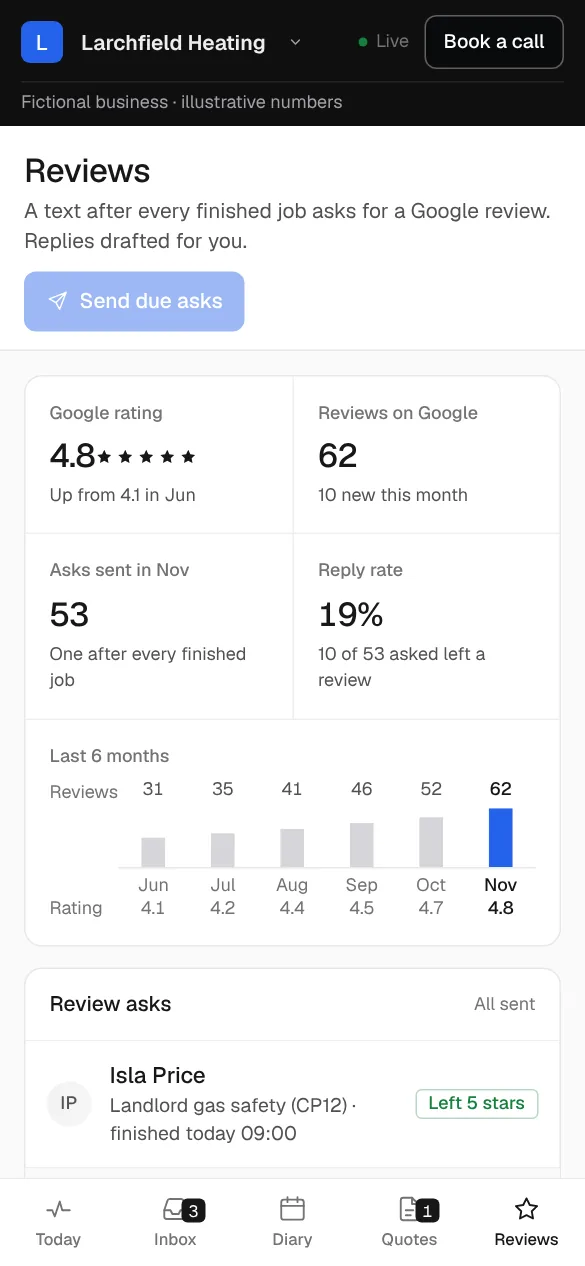 L
Larchfield Heating
Live
Book a call
Fictional business · illustrative numbers
Reviews
A text after every finished job asks for a Google review.
Replies drafted for you.
Send due asks
Google rating
4.8★ ★ ★ ★ ★
Up from 4.1 in Jun
Reviews on Google
62
10 new this month
Asks sent in Nov
53
One after every finished
job
Reply rate
19%
10 of 53 asked left a
review
Last 6 months
Reviews 31 35 41 46 52 62
Jun Jul Aug Sep Oct Nov
Rating 4.1 4.2 4.4 4.5 4.7 4.8
Review asks
All sent
IP
Isla Price
Landlord gas safety (CP12) ·
finished today 09:00
Left 5 stars
3 1
Today Inbox Diary Quotes Reviews